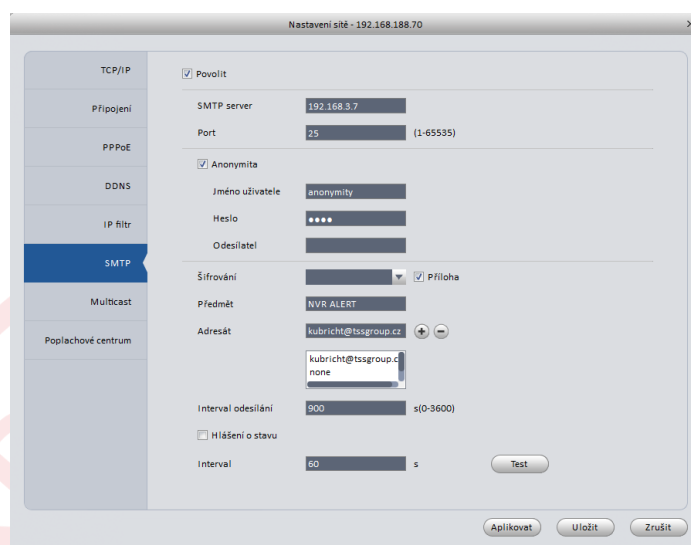 Nastavení sítě - 192.168.188.70
TCP/IP
Připojení
PPPoE
DDNS
IP filtr
SMTP
Multicast
Poplachové centrum
Povolit
SMTP server 192.168.3.7
Port 25 (1-65535)
Anonymita
Jméno uživatele anonymity
Heslo
Odesílatel
Šifrování Příloha
Předmět NVR ALERT
Adresát kubricht@tssgroup.cz
kubricht@tssgroup.c
none
Interval odesílání 900 s(0-3600)
Hlášení o stavu
Interval 60 s Test
Aplikovat Uložit Zrušit